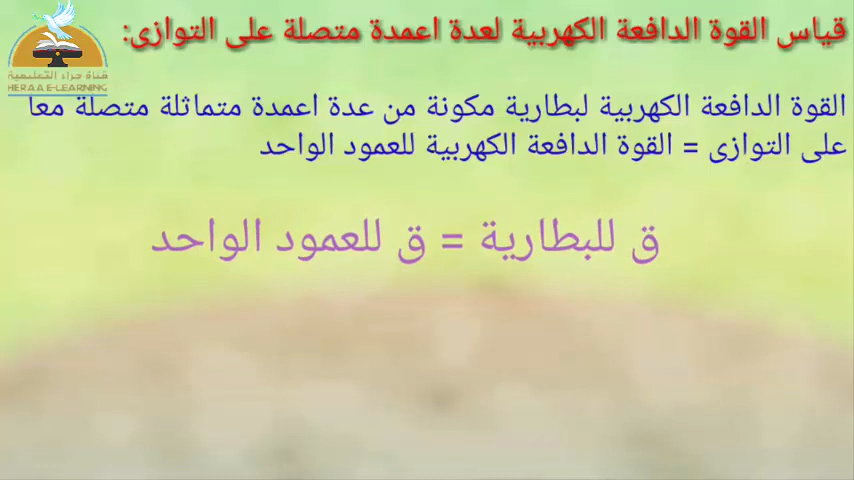 قياس القوة الدافعة الكهربية لعدة اعمدة متصلة على التوازى:
قناة حراء التعليمية
HERAA E-LEARNING
القوة الدافعة الكهربية لبطارية مكونة من عدة اعمدة متماثلة متصلة معا
على التوازى = القوة الدافعة الكهربية للعمود الواحد
ق للبطارية = ق للعمود الواحد